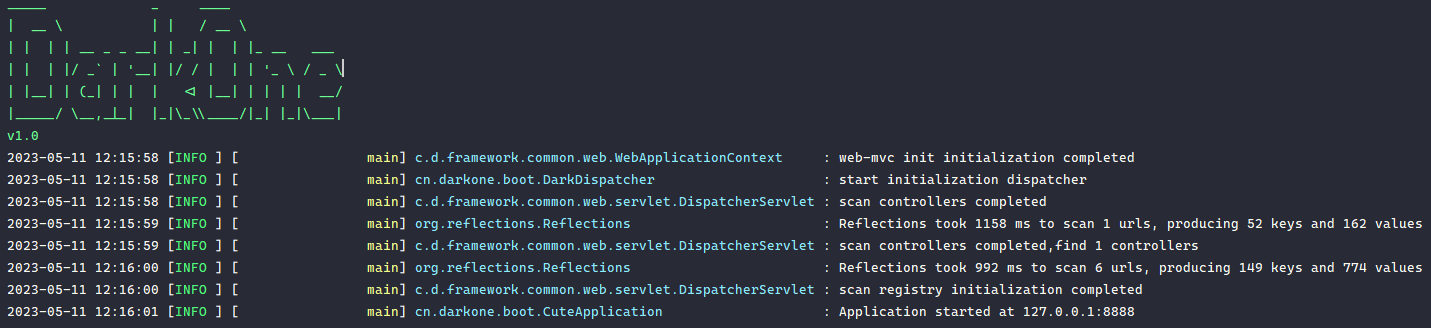 DarkOne
v1.0
2023-05-11 12:15:58 [INFO ] [                main] c.d.framework.common.web.WebApplicationContext     : web-mvc init initialization completed
2023-05-11 12:15:58 [INFO ] [                main] cn.darkone.boot.DarkDispatcher                     : start initialization dispatcher
2023-05-11 12:15:58 [INFO ] [                main] c.d.framework.common.web.servlet.DispatcherServlet : scan controllers completed
2023-05-11 12:15:59 [INFO ] [                main] org.reflections.Reflections                        : Reflections took 1158 ms to scan 1 urls, producing 52 keys and 162 values
2023-05-11 12:15:59 [INFO ] [                main] c.d.framework.common.web.servlet.DispatcherServlet : scan controllers completed,find 1 controllers
2023-05-11 12:16:00 [INFO ] [                main] org.reflections.Reflections                        : Reflections took 992 ms to scan 6 urls, producing 149 keys and 774 values
2023-05-11 12:16:00 [INFO ] [                main] c.d.framework.common.web.servlet.DispatcherServlet : scan registry initialization completed
2023-05-11 12:16:01 [INFO ] [                main] cn.darkone.boot.CuteApplication                    : Application started at 127.0.0.1:8888